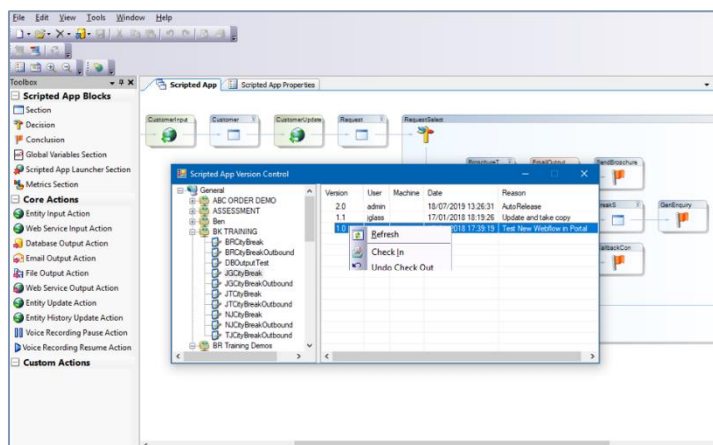 File Edit View Tools Window Help
Toolbox
Scripted App Blocks
Section
Decision
Conclusion
Global Variables Section
Scripted App Launcher Section
Metrics Section
Core Actions
Entity Input Action
Web Service Input Action
Database Output Action
Email Output Action
File Output Action
Web Service Output Action
Entity Update Action
Entity History Update Action
Voice Recording Pause Action
Voice Recording Resume Action
Custom Actions
Scripted App Scripted App Properties
CustomerInput Customer CustomerUpdate Request RequestSelect
EmailOutput SendBroschure
GenEnquiry
Scripted App Version Control
General
ABC ORDER DEMO
ASSESSMENT
Ben
BK TRAINING
BRCityBreak
BRCityBreakOutbound
DBOutputTest
JGCityBreak
JGCityBreakOutbound
JTCityBreak
JTCityBreakOutbound
NJCityBreak
NJCityBreakOutbound
TJCityBreakOutbound
BR Training Demos
Version User Machine Date Reason
2.0 admin 18/07/2019 13:26:31 AutoRelease
1.1 jglass 17/01/2018 18:19:26 Update and take copy
1.0 2018 17:39:19 Test New Webflow in Portal
Refresh
Check In
Undo Check Out